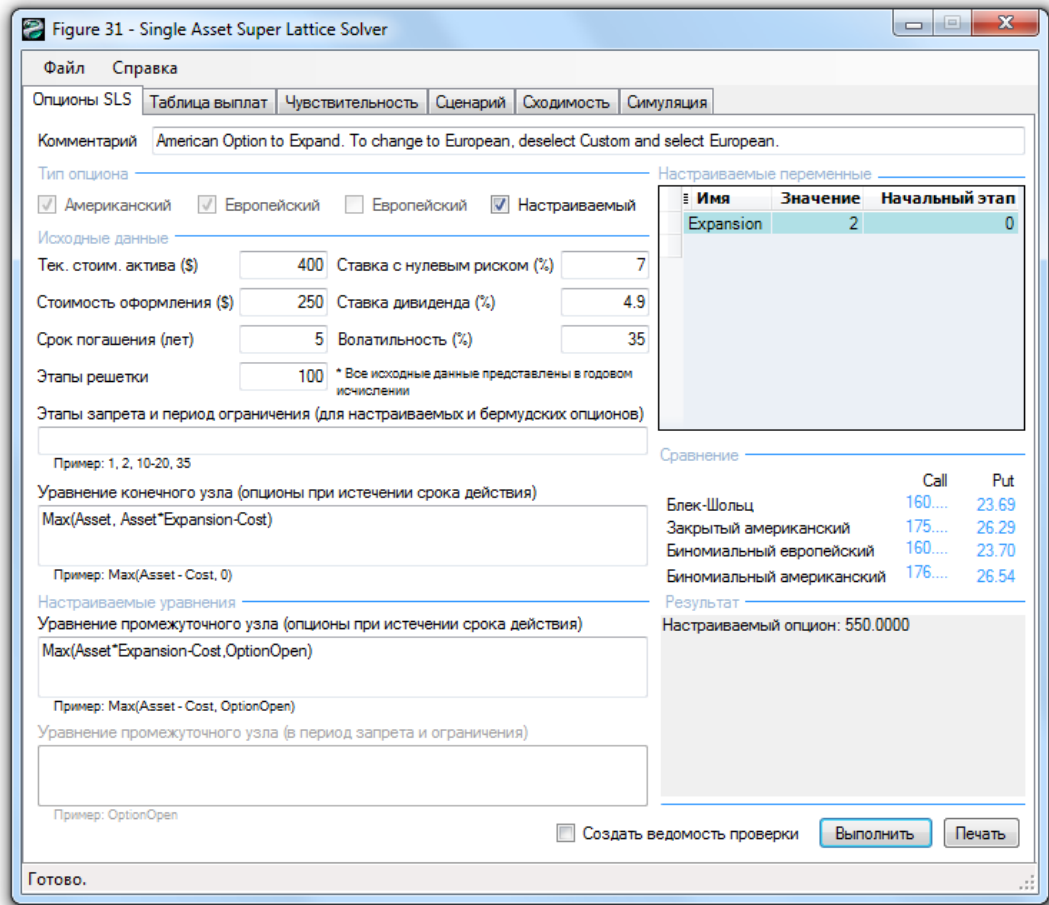 Figure 31 - Single Asset Super Lattice Solver
Файл Справка
Опционы SLS Таблица выплат Чувствительность Сценарий Сходимость Симуляция
Комментарий American Option to Expand. To change to European, deselect Custom and select European.
Тип опциона
Американский Европейский Европейский Настраиваемый
Исходные данные
Тек. стоим. актива ($) 400 Ставка с нулевым риском (%) 7
Стоимость оформления ($) 250 Ставка дивиденда (%) 4.9
Срок погашения (лет) 5 Волатильность (%) 35
Этапы решетки 100 * Все исходные данные представлены в годовом
исчислении
Этапы запрета и период ограничения (для настраиваемых и бермудских опционов)
Пример: 1, 2, 10-20, 35
Уравнение конечного узла (опционы при истечении срока действия)
Max(Asset, Asset*Expansion-Cost)
Пример: Max(Asset - Cost, 0)
Настраиваемые уравнения
Уравнение промежуточного узла (опционы при истечении срока действия)
Max(Asset*Expansion-Cost,OptionOpen)
Пример: Max(Asset - Cost, OptionOpen)
Уравнение промежуточного узла (в период запрета и ограничения)
Пример: OptionOpen
Настраиваемые переменные
Имя Значение Начальный этап
Expansion 2 0
Сравнение
Call Put
Блек-Шольц 160.... 23.69
Закрытый американский 175.... 26.29
Биномиальный европейский 160.... 23.70
Биномиальный американский 176.... 26.54
Результат
Настраиваемый опцион: 550.0000
Создать ведомость проверки Выполнить Печать
Готово.